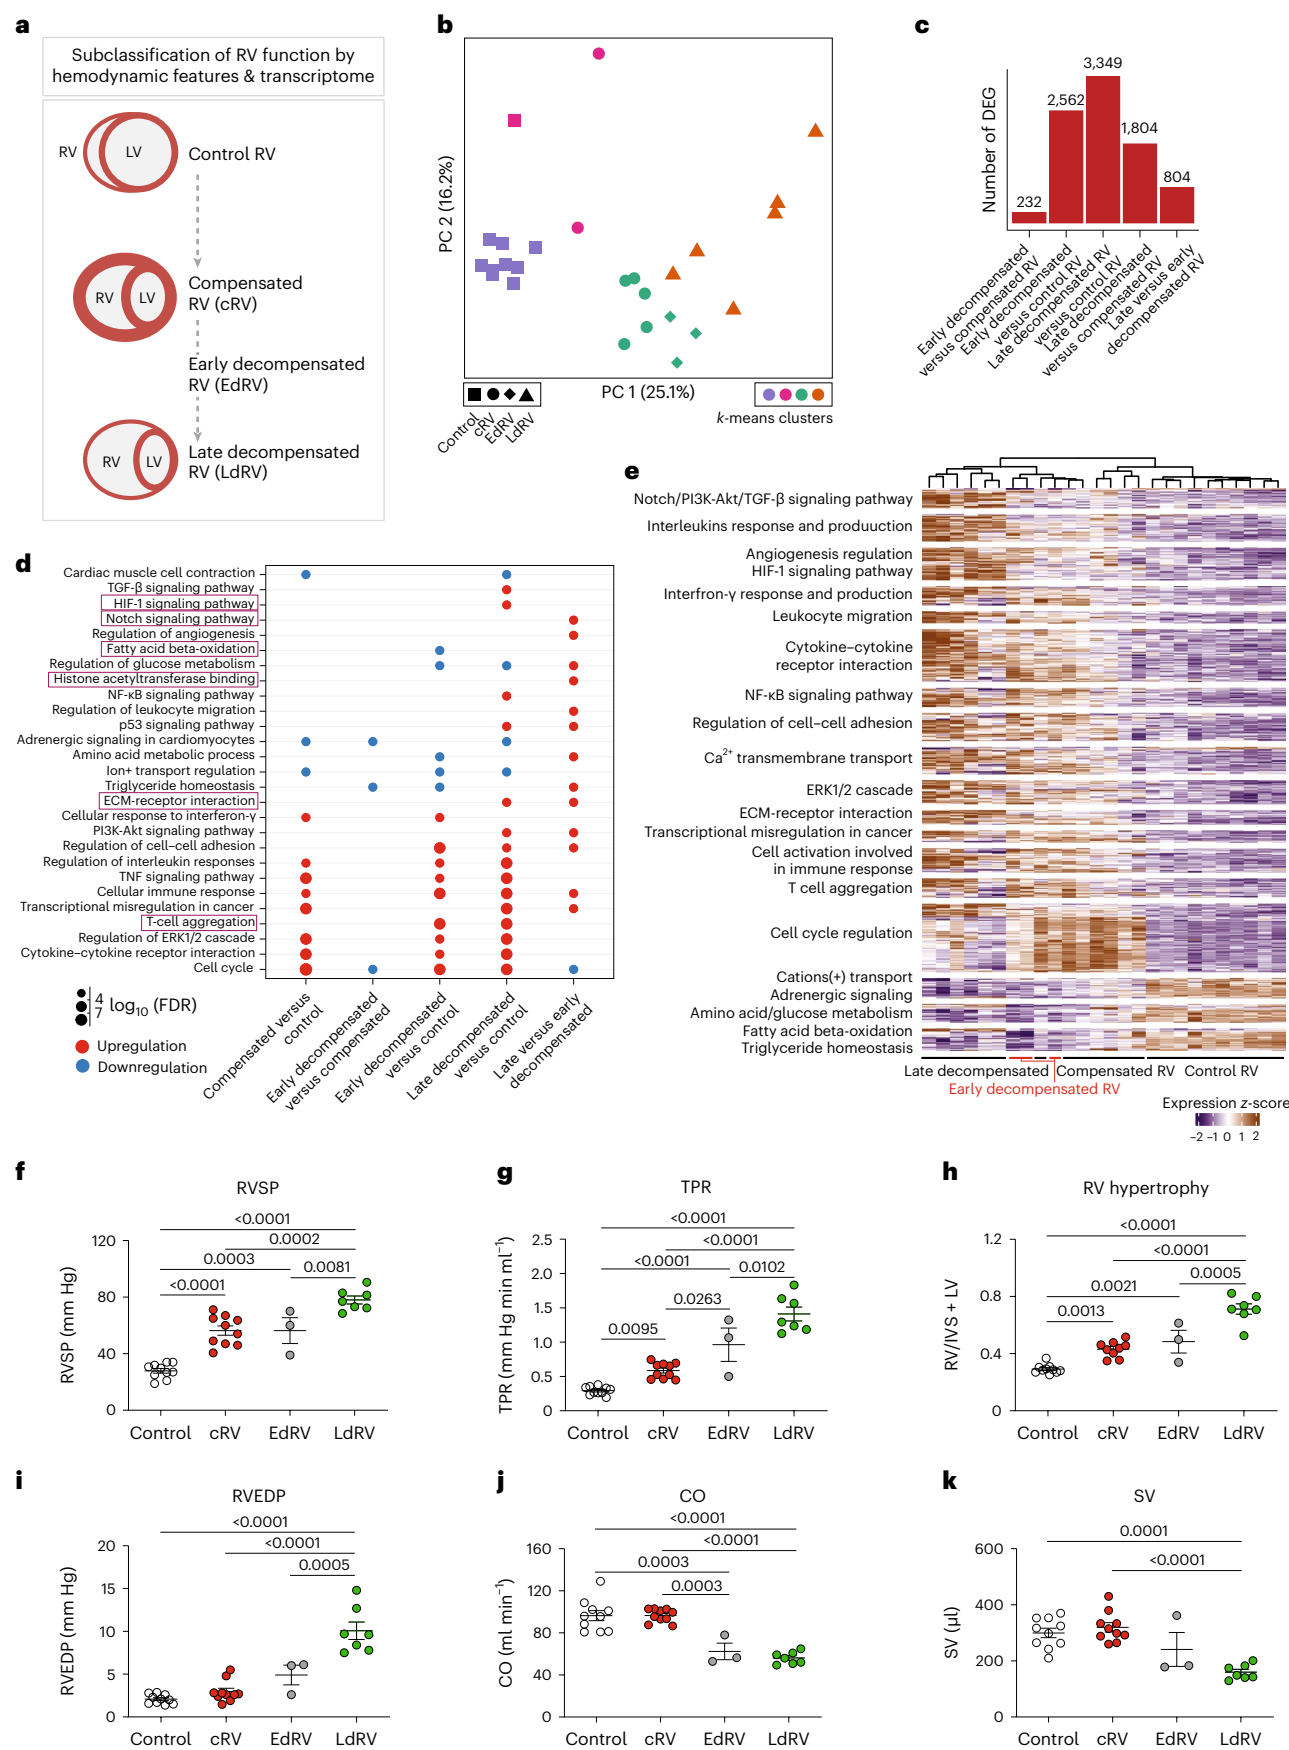 a
Subclassification of RV function by
hemodynamic features & transcriptome
RV
LV
Control RV
RV
LV
Compensated
RV (cRV)
Early decompensated
RV (EdRV)
RV
LV
Late decompensated
RV (LdRV)
b
PC 2 (16.2%)
PC 1 (25.1%)
Control
cRV
EdRV
LdRV
k-means clusters
c
Number of DEG
232
2,562
3,349
1,804
804
Early decompensated
versus compensated RV
Early decompensated
versus control RV
Late decompensated RV
versus control RV
Late decompensated
versus compensated RV
Late versus early
decompensated RV
d
Cardiac muscle cell contraction
TGF-β signaling pathway
HIF-1 signaling pathway
Notch signaling pathway
Regulation of angiogenesis
Fatty acid beta-oxidation
Regulation of glucose metabolism
Histone acetyltransferase binding
NF-κB signaling pathway
Regulation of leukocyte migration
p53 signaling pathway
Adrenergic signaling in cardiomyocytes
Amino acid metabolic process
Ion+ transport regulation
Triglyceride homeostasis
ECM-receptor interaction
Cellular response to interferon-γ
PI3K-Akt signaling pathway
Regulation of cell–cell adhesion
Regulation of interleukin responses
TNF signaling pathway
Cellular immune response
Transcriptional misregulation in cancer
T-cell aggregation
Regulation of ERK1/2 cascade
Cytokine–cytokine receptor interaction
Cell cycle
4
7
log10 (FDR)
Upregulation
Downregulation
Compensated versus
control
Early decompensated
versus compensated
Early decompensated
versus control
Late decompensated
versus control
Late versus early
decompensated
e
Notch/PI3K-Akt/TGF-β signaling pathway
Interleukins response and produuction
Angiogenesis regulation
HIF-1 signaling pathway
Interfron-γ response and production
Leukocyte migration
Cytokine–cytokine
receptor interaction
NF-κB signaling pathway
Regulation of cell–cell adhesion
Ca2+ transmembrane transport
ERK1/2 cascade
ECM-receptor interaction
Transcriptional misregulation in cancer
Cell activation involved
in immune response
T cell aggregation
Cell cycle regulation
Cations(+) transport
Adrenergic signaling
Amino acid/glucose metabolism
Fatty acid beta-oxidation
Triglyceride homeostasis
Late decompensated
Compensated RV
Control RV
Early decompensated RV
Expression z-score
−2 −1 0 1 2
f
RVSP
RVSP (mm Hg)
<0.0001
0.0002
0.0003
0.0081
<0.0001
120
80
40
0
Control
cRV
EdRV
LdRV
g
TPR
TPR (mm Hg min ml−1)
<0.0001
<0.0001
<0.0001
0.0102
0.0263
0.0095
2.5
2.0
1.5
1.0
0.5
0
Control
cRV
EdRV
LdRV
h
RV hypertrophy
RV/IVS + LV
<0.0001
<0.0001
0.0005
0.0021
0.0013
1.2
0.8
0.4
0
Control
cRV
EdRV
LdRV
i
RVEDP
RVEDP (mm Hg)
<0.0001
<0.0001
0.0005
20
15
10
5
0
Control
cRV
EdRV
LdRV
j
CO
CO (ml min−1)
<0.0001
<0.0001
0.0003
0.0003
160
120
80
40
0
Control
cRV
EdRV
LdRV
k
SV
SV (µl)
0.0001
<0.0001
600
400
200
0
Control
cRV
EdRV
LdRV